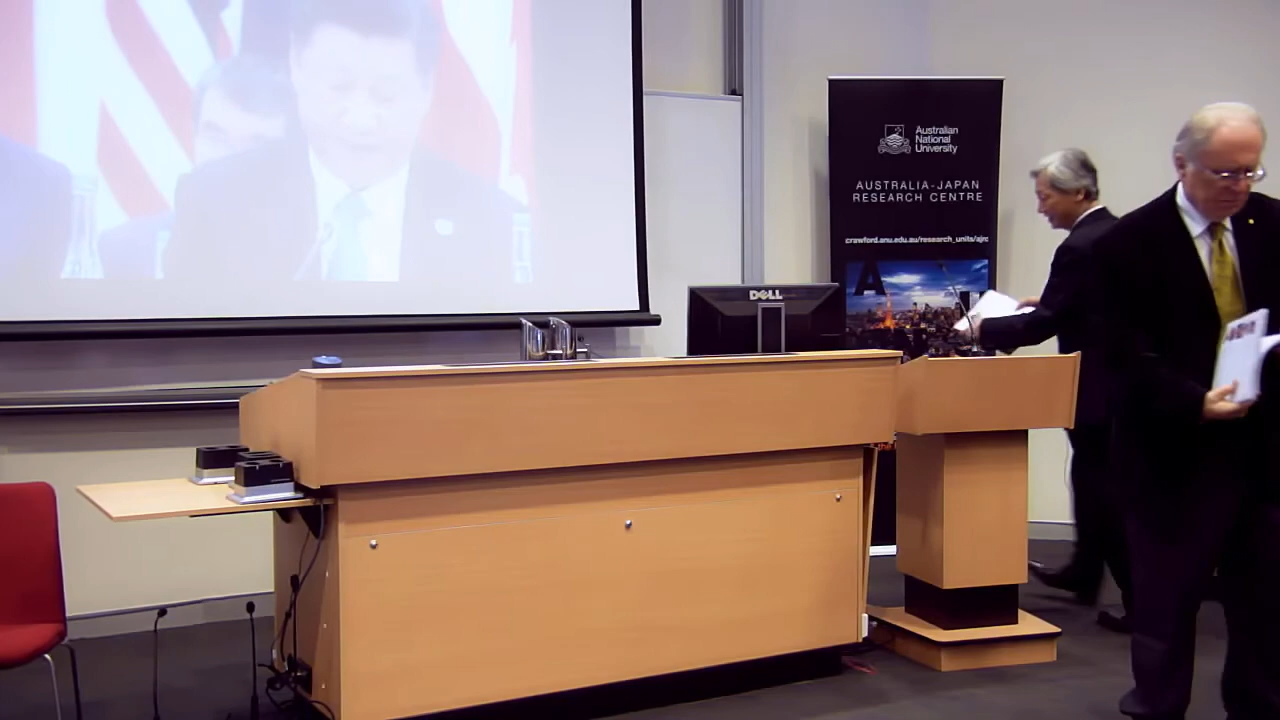 Australian
National
University
AUSTRALIA-JAPAN
RESEARCH CENTRE
crawford.anu.edu.au/research_units/ajrc
A
DELL